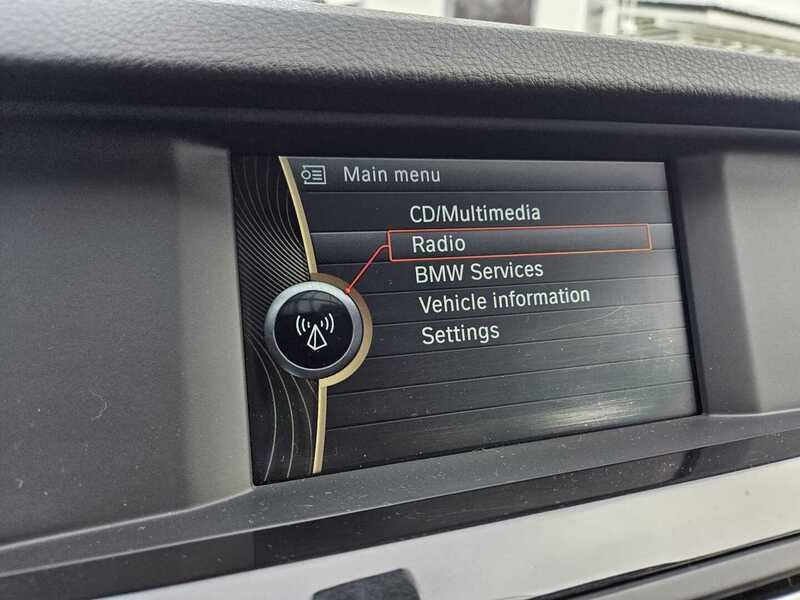 Main menu
CD/Multimedia
Radio
BMW Services
Vehicle information
Settings